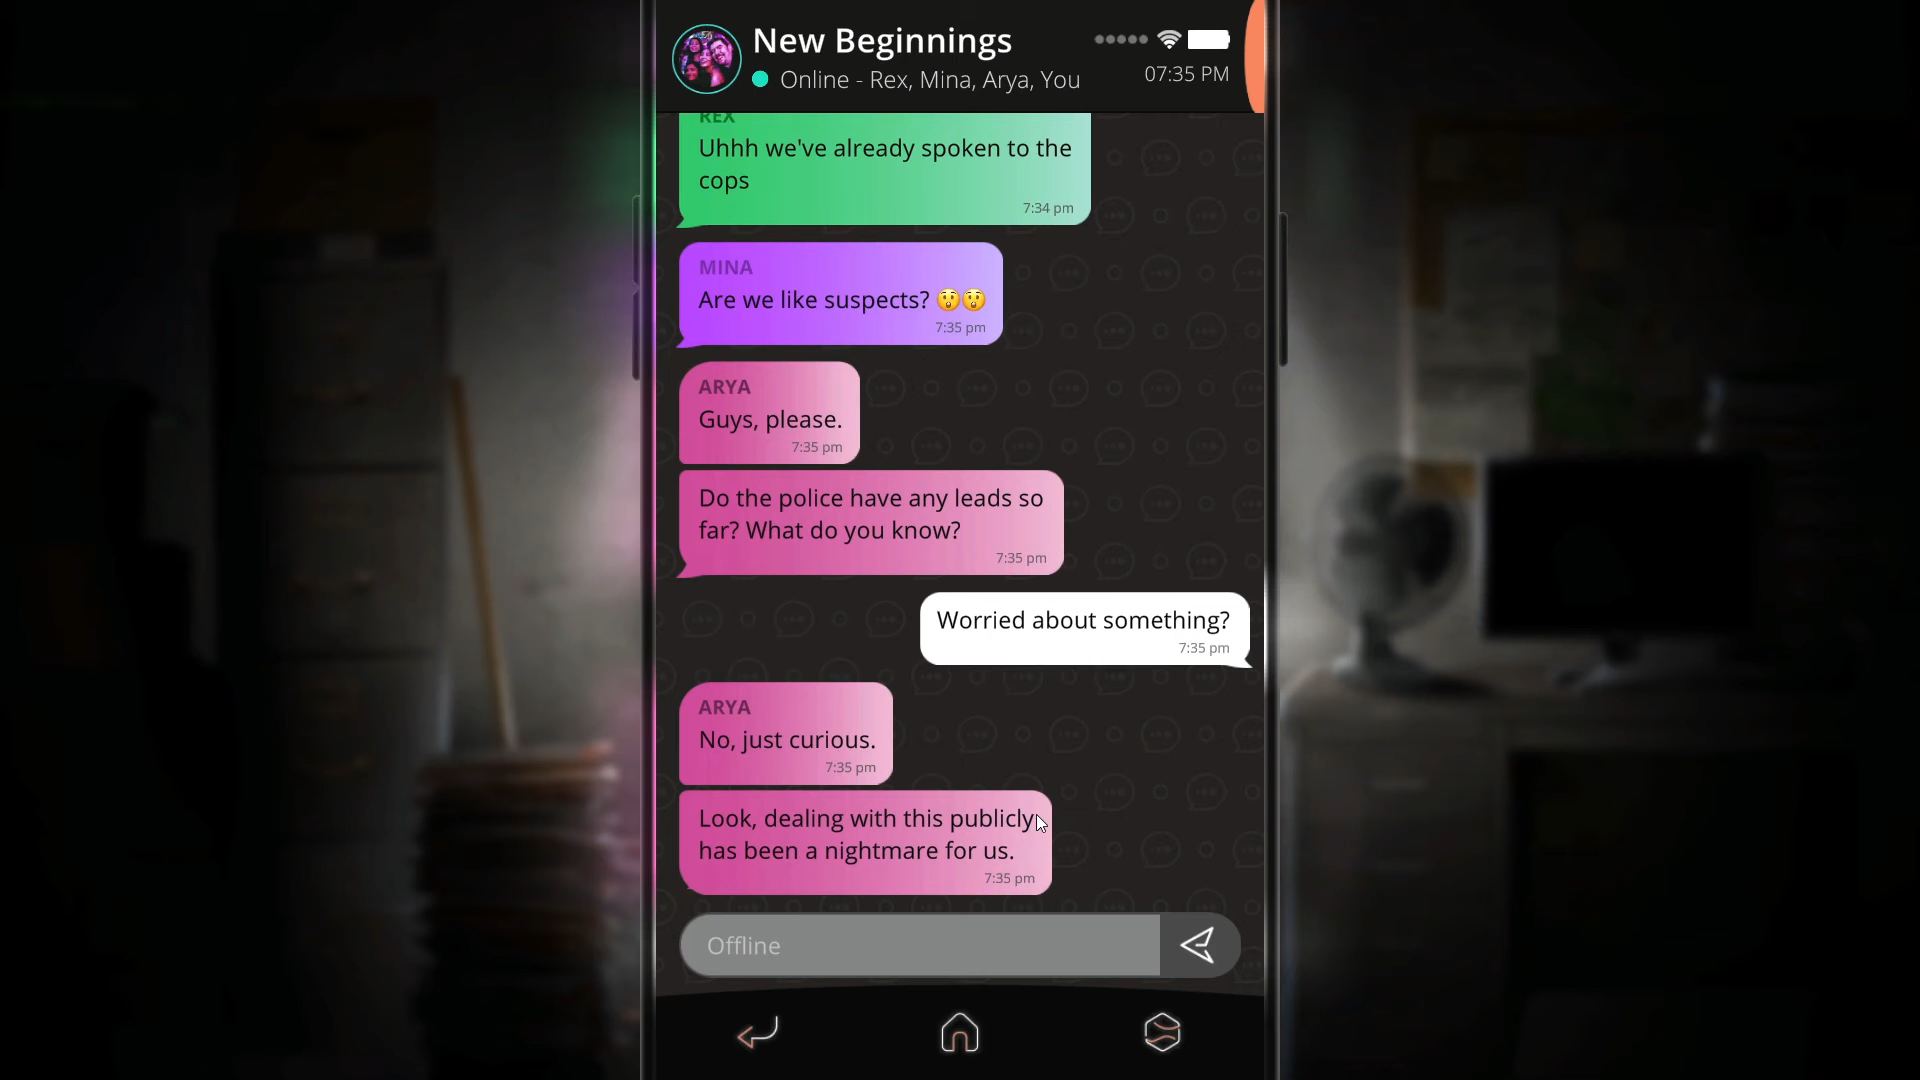 New Beginnings
Online - Rex, Mina, Arya, You
07:35 PM
REX
Uhhh we've already spoken to the
cops
7:34 pm
MINA
Are we like suspects? 😲😲
7:35 pm
ARYA
Guys, please.
7:35 pm
Do the police have any leads so
far? What do you know?
7:35 pm
Worried about something?
7:35 pm
ARYA
No, just curious.
7:35 pm
Look, dealing with this publicly
has been a nightmare for us.
7:35 pm
Offline